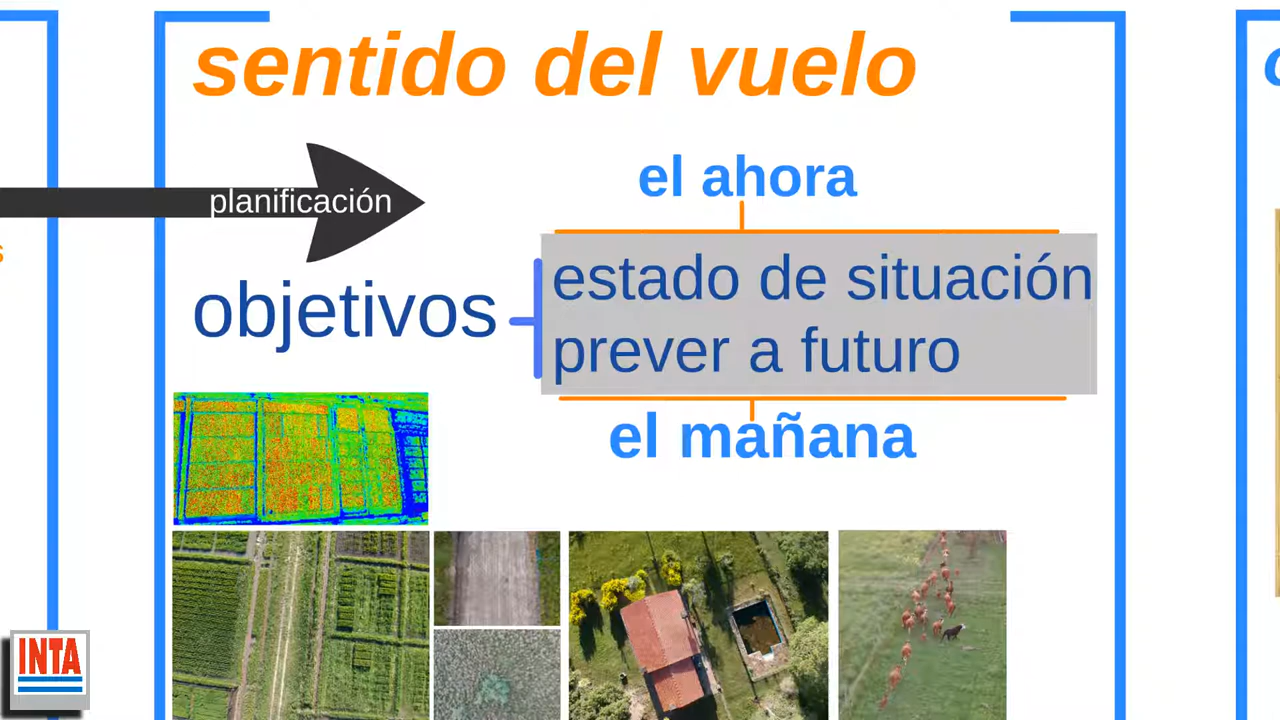 sentido del vuelo
planificación
el ahora
objetivos
estado de situación
prever a futuro
el mañana
INTA